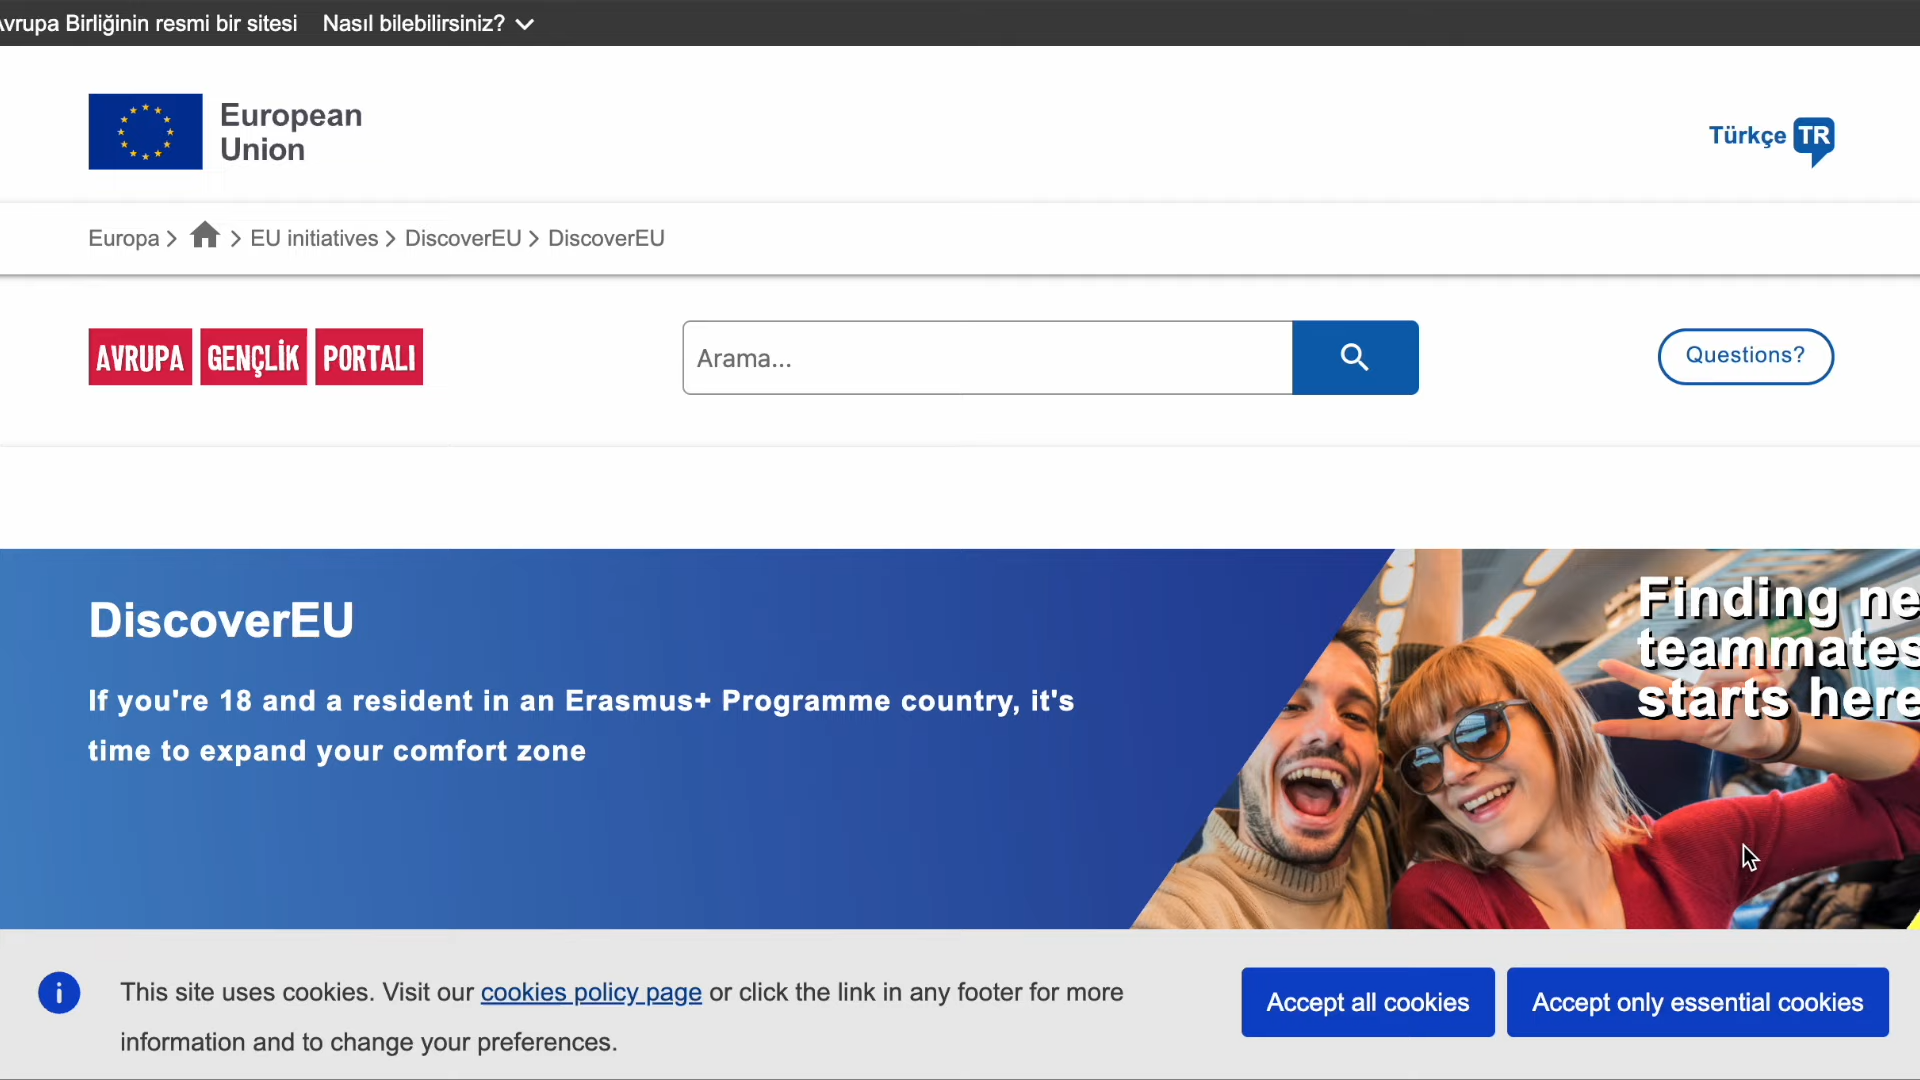 vrupa Birliğinin resmi bir sitesi Nasıl bilebilirsiniz?
European
Union
Türkçe TR
Europa > > EU initiatives > DiscoverEU > DiscoverEU
AVRUPA GENÇLİK PORTALI
Arama...
Questions?
DiscoverEU
If you're 18 and a resident in an Erasmus+ Programme country, it's
time to expand your comfort zone
Finding ne
teammates
starts here
This site uses cookies. Visit our cookies policy page or click the link in any footer for more
information and to change your preferences.
Accept all cookies
Accept only essential cookies